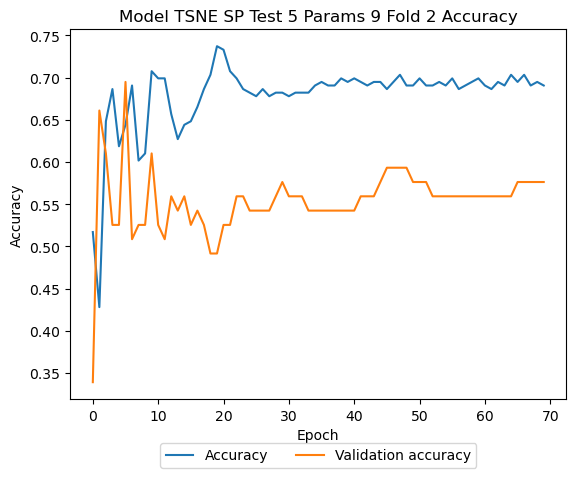 Model TSNE SP Test 5 Params 9 Fold 2 Accuracy
0.75
0.70
0.65
0.60
0.55
0.50
0.45
0.40
0.35
Accuracy
0 10 20 30 40 50 60 70
Epoch
Accuracy Validation accuracy